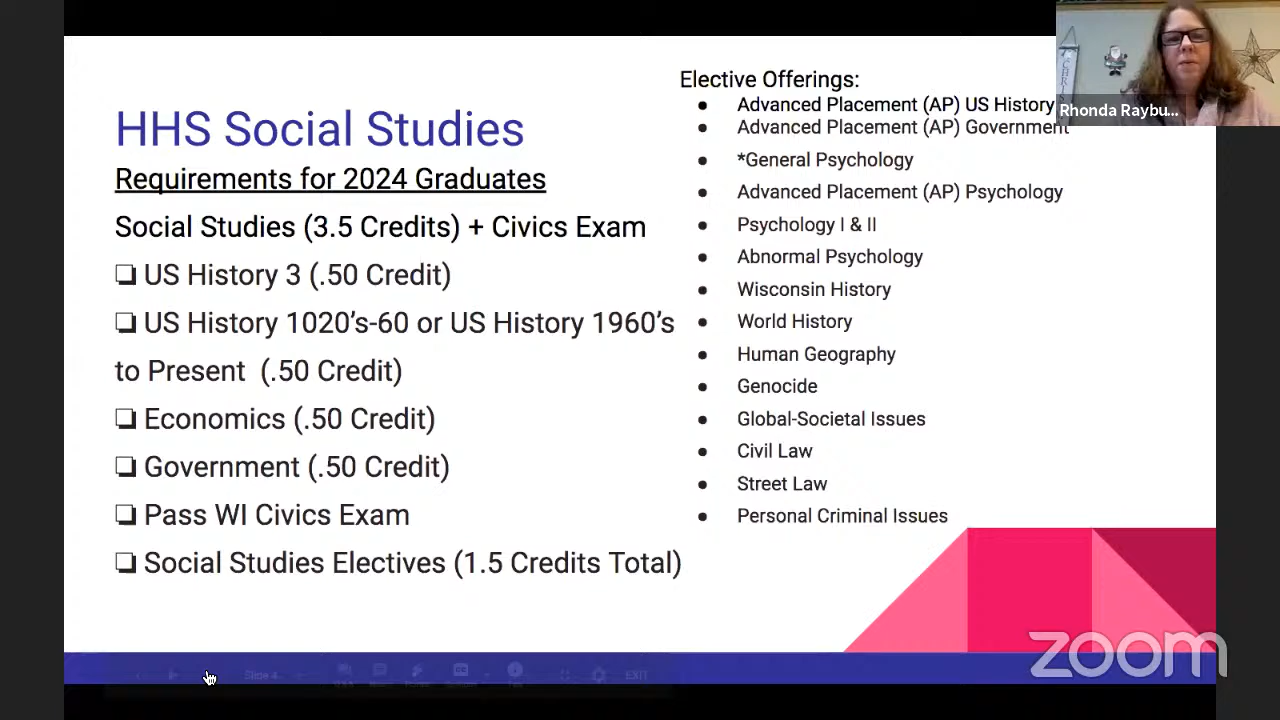 HHS Social Studies
Requirements for 2024 Graduates
Social Studies (3.5 Credits) + Civics Exam
❏ US History 3 (.50 Credit)
❏ US History 1020's-60 or US History 1960's
to Present (.50 Credit)
❏ Economics (.50 Credit)
❏ Government (.50 Credit)
❏ Pass WI Civics Exam
❏ Social Studies Electives (1.5 Credits Total)
Elective Offerings:
● Advanced Placement (AP) US History
● Advanced Placement (AP) Government
● *General Psychology
● Advanced Placement (AP) Psychology
● Psychology I & II
● Abnormal Psychology
● Wisconsin History
● World History
● Human Geography
● Genocide
● Global-Societal Issues
● Civil Law
● Street Law
● Personal Criminal Issues
Rhonda Raybu...
Slide 4
EXIT
zoom